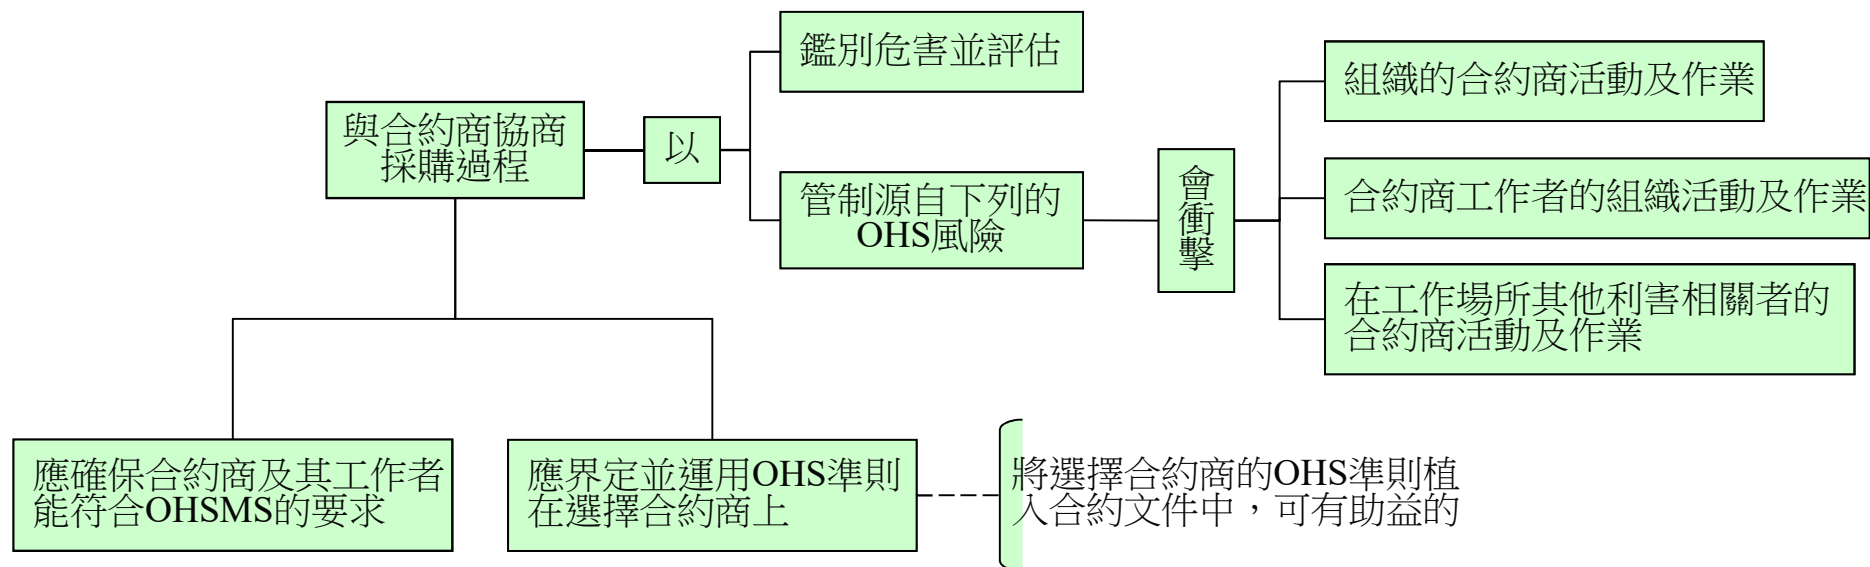 鑑別危害並評估
組織的合約商活動及作業
與合約商協商
採購過程
以
管制源自下列的
OHS風險
會衝擊
合約商工作者的組織活動及作業
在工作場所其他利害相關者的
合約商活動及作業
應確保合約商及其工作者
能符合OHSMS的要求
應界定並運用OHS準則
在選擇合約商上
將選擇合約商的OHS準則植
入合約文件中，可有助益的